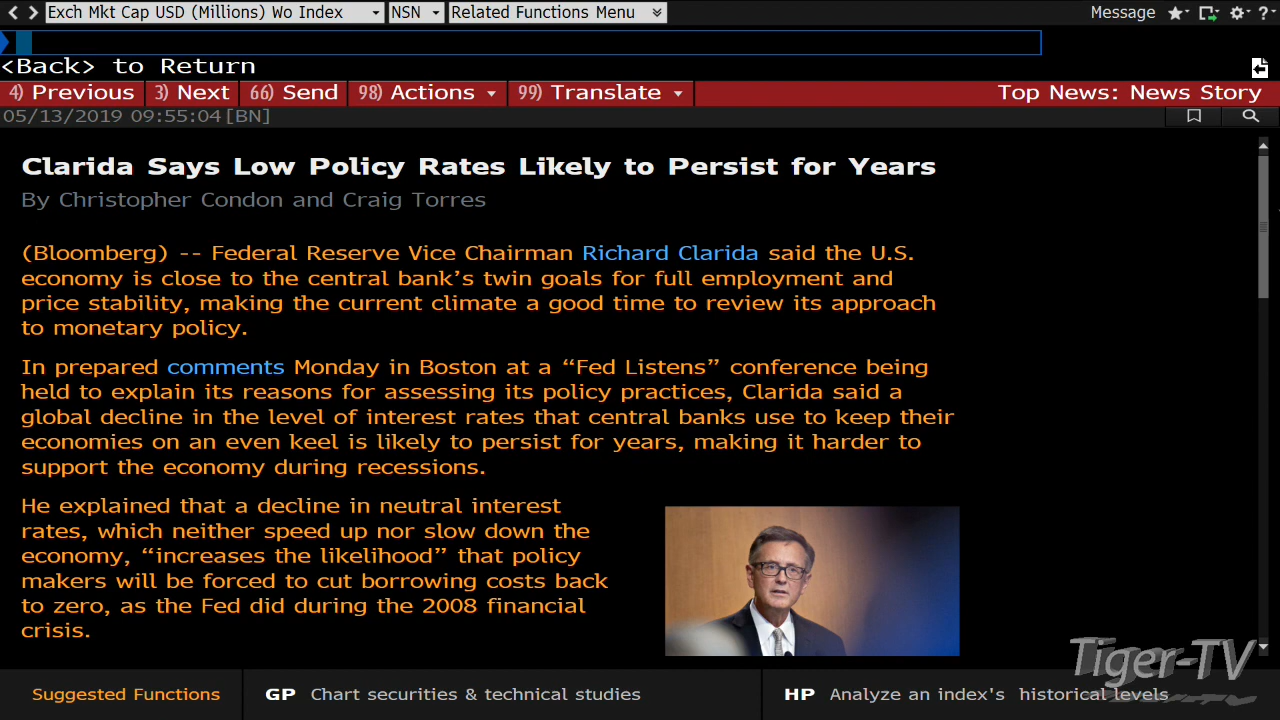 Exch Mkt Cap USD (Millions) Wo Index NSN Related Functions Menu Message ?
<Back> to Return
4) Previous 3) Next 66) Send 98) Actions 99) Translate Top News: News Story
05/13/2019 09:55:04[BN]
Clarida Says Low Policy Rates Likely to Persist for Years
By Christopher Condon and Craig Torres
(Bloomberg) -- Federal Reserve Vice Chairman Richard Clarida said the U.S.
economy is close to the central bank’s twin goals for full employment and
price stability, making the current climate a good time to review its approach
to monetary policy.
In prepared comments Monday in Boston at a “Fed Listens” conference being
held to explain its reasons for assessing its policy practices, Clarida said a
global decline in the level of interest rates that central banks use to keep their
economies on an even keel is likely to persist for years, making it harder to
support the economy during recessions.
He explained that a decline in neutral interest
rates, which neither speed up nor slow down the
economy, “increases the likelihood” that policy
makers will be forced to cut borrowing costs back
to zero, as the Fed did during the 2008 financial
crisis.
Tiger-TV
Suggested Functions GP Chart securities & technical studies HP Analyze an index's historical levels